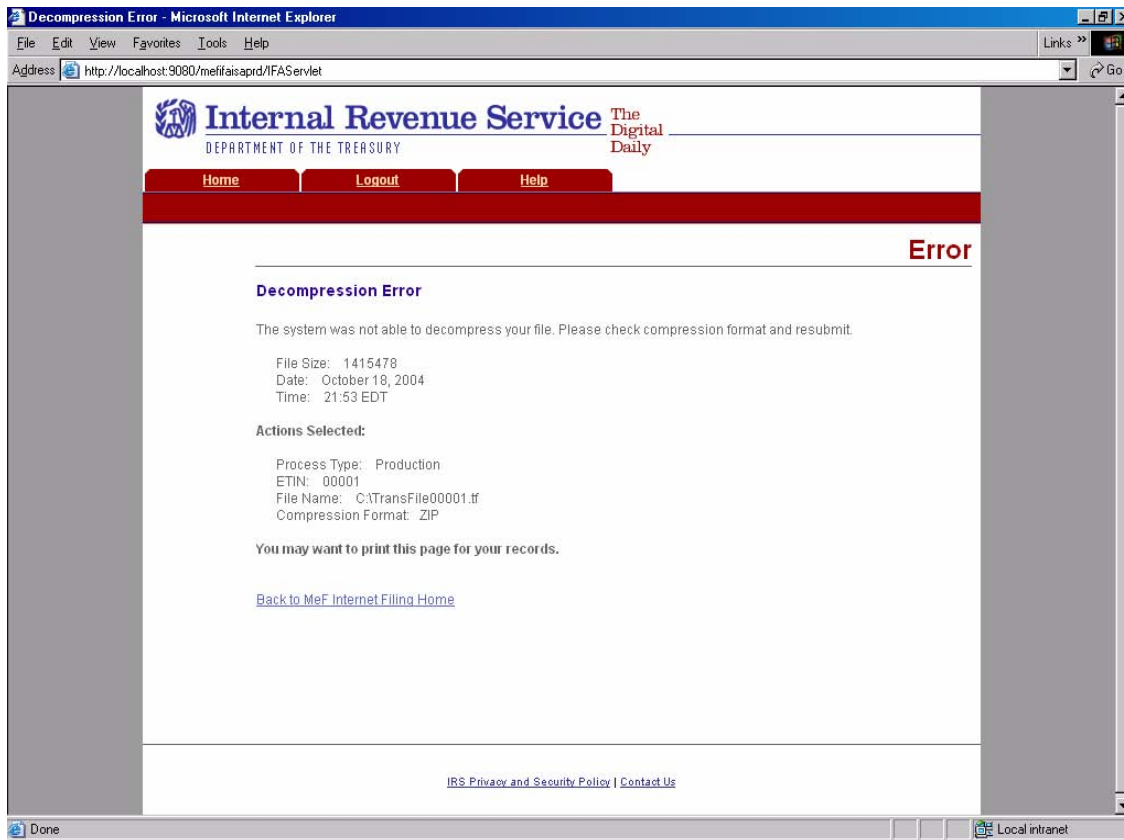 Decompression Error - Microsoft Internet Explorer
File Edit View Favorites Tools Help Links »
Address http://localhost:9080/mefifaisaprd/IFAServlet Go
Internal Revenue Service The
Digital
Daily
DEPARTMENT OF THE TREASURY
Home Logout Help
Error
Decompression Error
The system was not able to decompress your file. Please check compression format and resubmit.
File Size: 1415478
Date: October 18, 2004
Time: 21:53 EDT
Actions Selected:
Process Type: Production
ETIN: 00001
File Name: C:\TransFile00001.tf
Compression Format: ZIP
You may want to print this page for your records.
Back to MeF Internet Filing Home
IRS Privacy and Security Policy | Contact Us
Done Local intranet